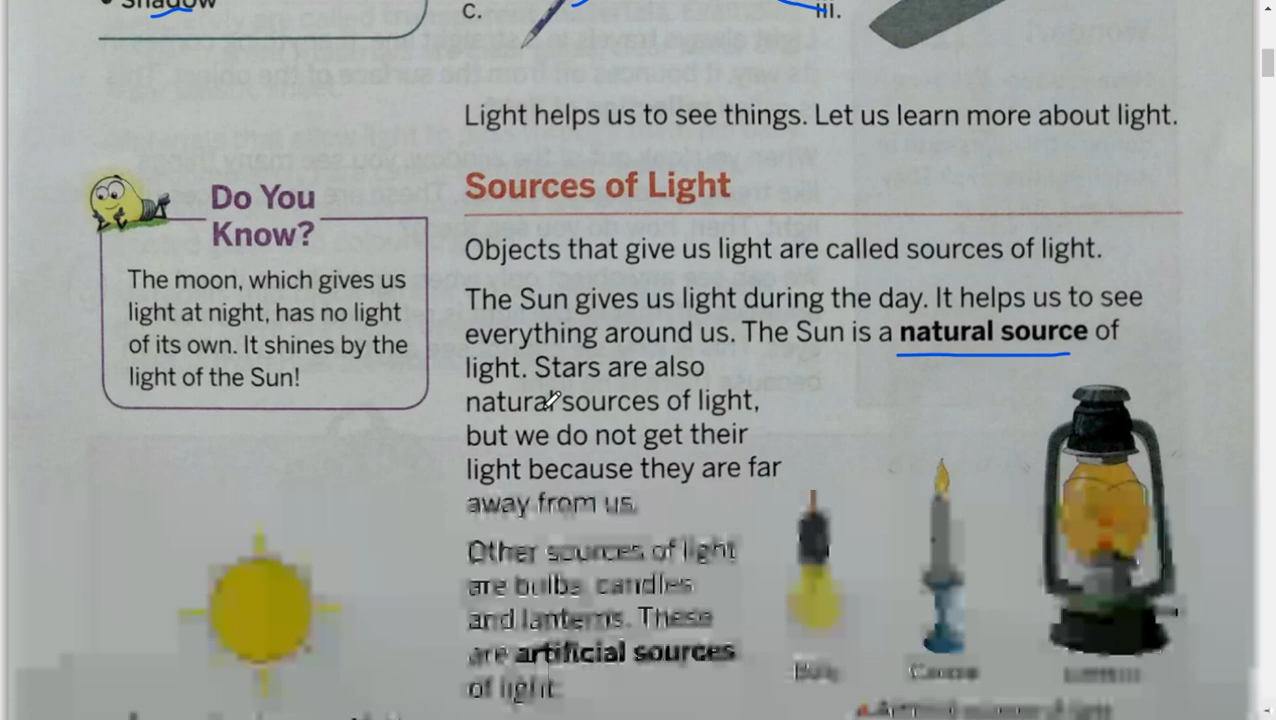 • Shadow
C.
III.
Light helps us to see things. Let us learn more about light.
Do You
Know?
The moon, which gives us
light at night, has no light
of its own. It shines by the
light of the Sun!
Sources of Light
Objects that give us light are called sources of light.
The Sun gives us light during the day. It helps us to see
everything around us. The Sun is a natural source of
light. Stars are also
natural sources of light,
but we do not get their
light because they are far
away from us.
Other sources of light
are bulbs, candles
and lanterns. These
are artificial sources
of light.
Bulb
Candle